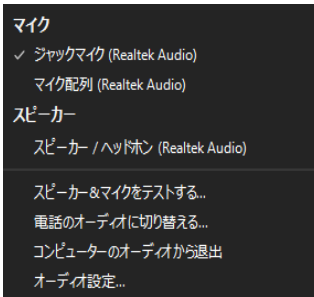 マイク
✓ ジャックマイク (Realtek Audio)
マイク配列 (Realtek Audio)
スピーカー
スピーカー / ヘッドホン (Realtek Audio)
スピーカー&マイクをテストする...
電話のオーディオに切り替える...
コンピューターのオーディオから退出
オーディオ設定...